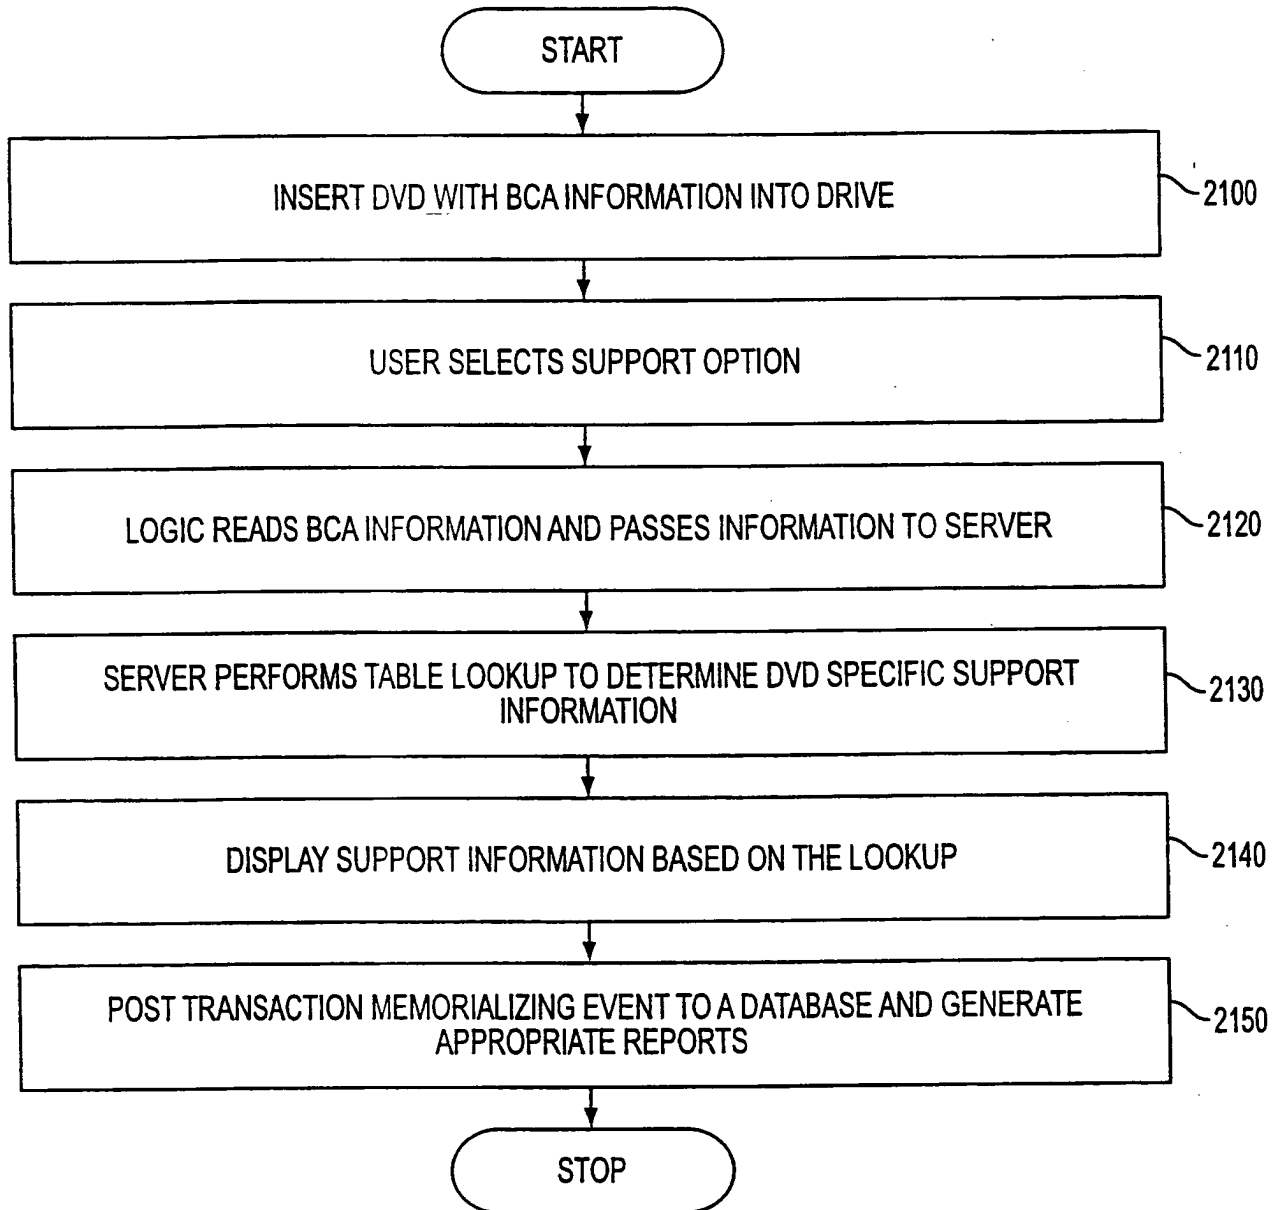 START
INSERT DVD WITH BCA INFORMATION INTO DRIVE
2100
USER SELECTS SUPPORT OPTION
2110
LOGIC READS BCA INFORMATION AND PASSES INFORMATION TO SERVER
2120
SERVER PERFORMS TABLE LOOKUP TO DETERMINE DVD SPECIFIC SUPPORT
INFORMATION
2130
DISPLAY SUPPORT INFORMATION BASED ON THE LOOKUP
2140
POST TRANSACTION MEMORIALIZING EVENT TO A DATABASE AND GENERATE
APPROPRIATE REPORTS
2150
STOP